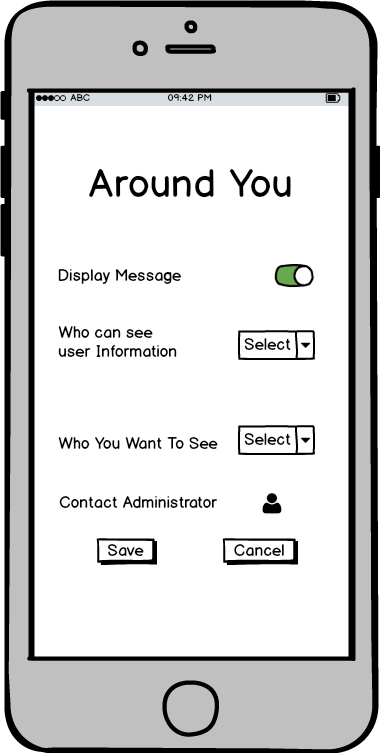 ABC 09:42 PM
Around You
Display Message
Who can see
user Information
Select
Who You Want To See
Select
Contact Administrator
Save
Cancel